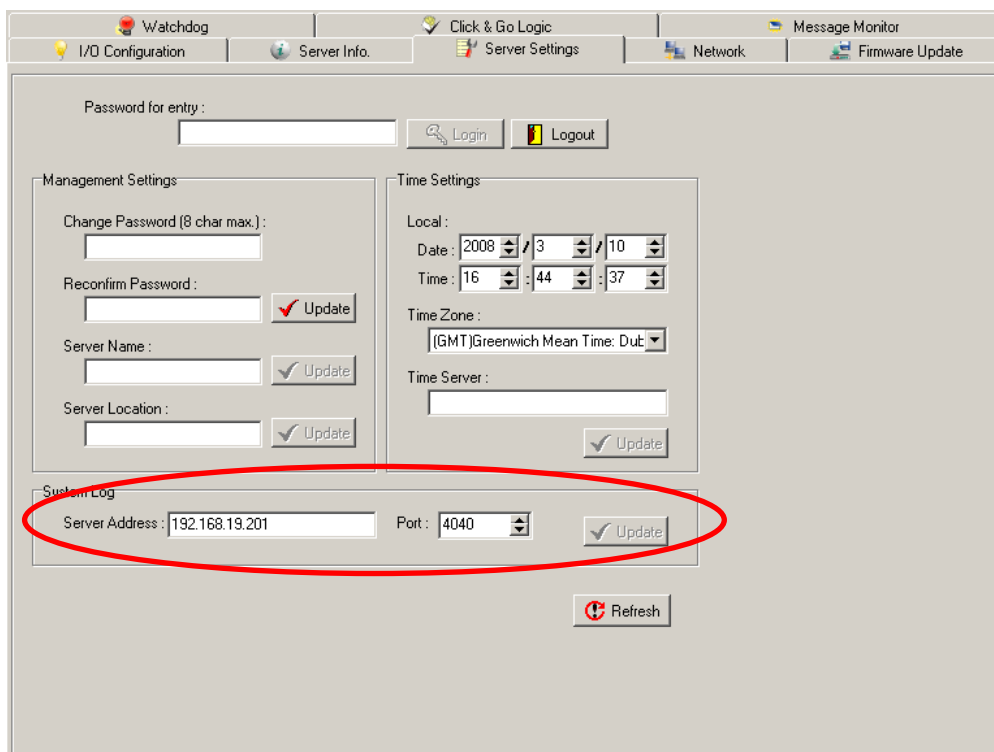 Watchdog
Click & Go Logic
Message Monitor
I/O Configuration
Server Info.
Server Settings
Network
Firmware Update
Password for entry :
Login
Logout
Management Settings
Change Password (8 char max.) :
Reconfirm Password :
Update
Server Name :
Update
Server Location :
Update
Time Settings
Local :
Date : 2008 / 3 / 10
Time : 16 : 44 : 37
Time Zone :
(GMT)Greenwich Mean Time: Dub
Time Server :
Update
System Log
Server Address : 192.168.19.201
Port : 4040
Update
Refresh